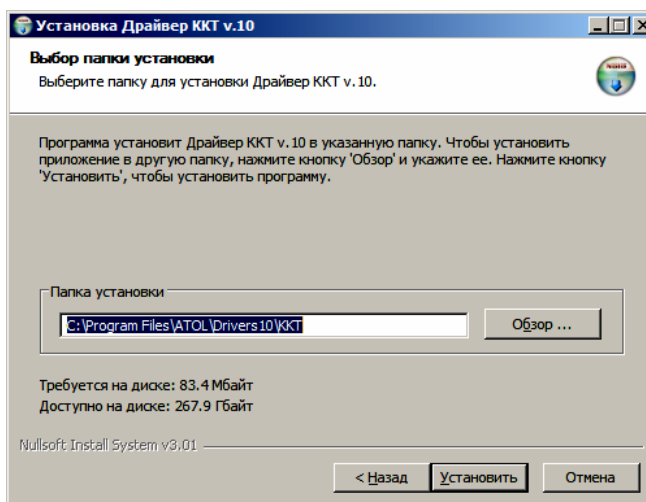 Установка Драйвер ККТ v.10
Выбор папки установки
Выберите папку для установки Драйвер ККТ v.10.
Программа установит Драйвер ККТ v.10 в указанную папку. Чтобы установить
приложение в другую папку, нажмите кнопку 'Обзор' и укажите ее. Нажмите кнопку
'Установить', чтобы установить программу.
Папка установки
C:\Program Files\ATOL\Drivers10\KKT
Обзор ...
Требуется на диске: 83.4 Мбайт
Доступно на диске: 267.9 Гбайт
Nullsoft Install System v3.01
< Назад Установить Отмена